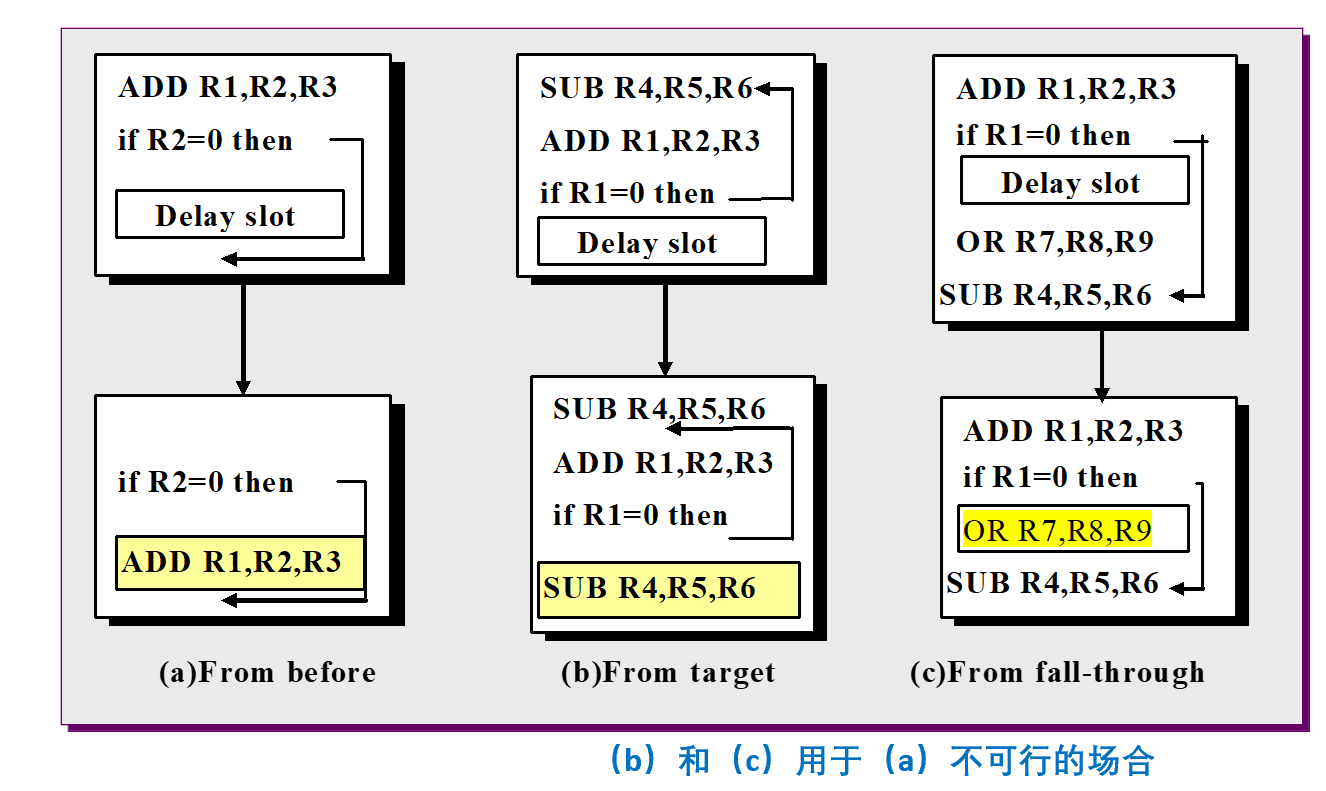 ADD R1,R2,R3
if R2=0 then
Delay slot
SUB R4,R5,R6
ADD R1,R2,R3
if R1=0 then
Delay slot
ADD R1,R2,R3
if R1=0 then
Delay slot
OR R7,R8,R9
SUB R4,R5,R6
if R2=0 then
ADD R1,R2,R3
SUB R4,R5,R6
ADD R1,R2,R3
if R1=0 then
SUB R4,R5,R6
ADD R1,R2,R3
if R1=0 then
OR R7,R8,R9
SUB R4,R5,R6
(a)From before
(b)From target
(c)From fall-through
（b）和（c）用于（a）不可行的场合